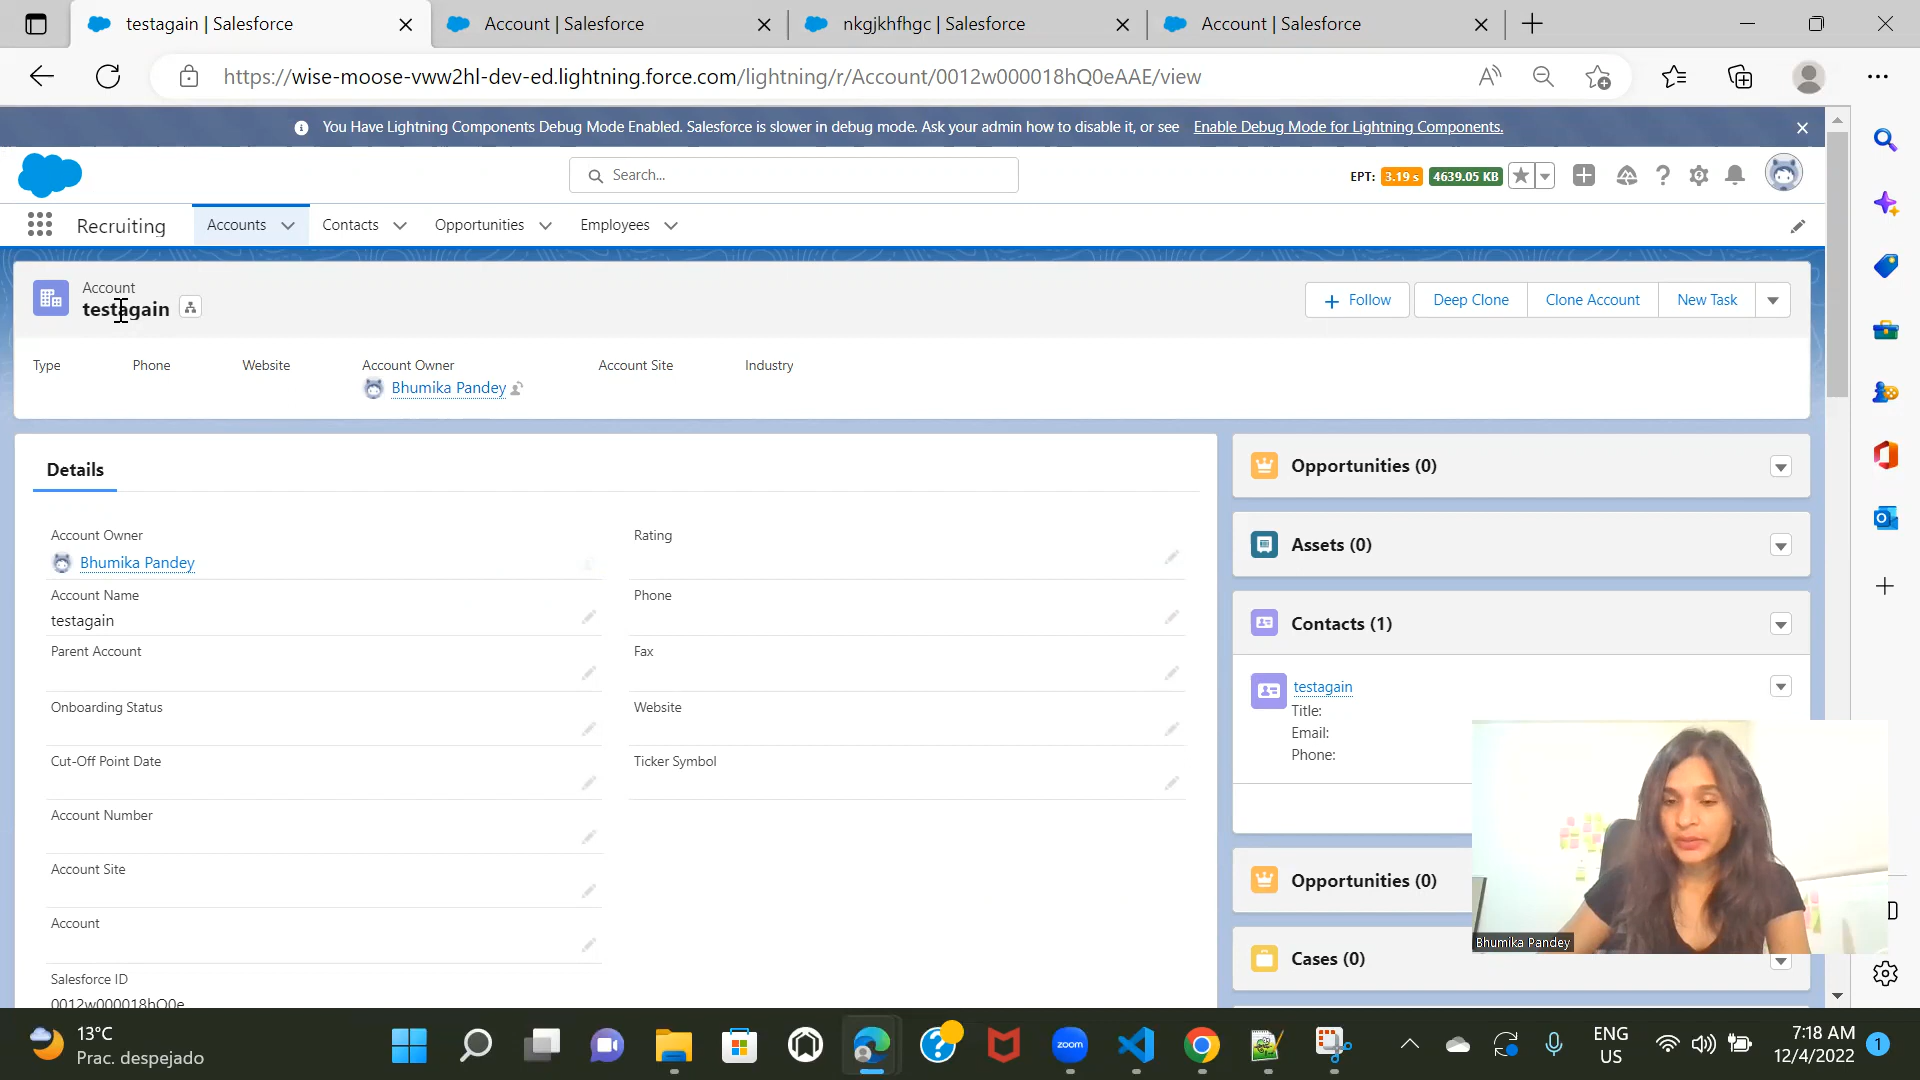 testagain | Salesforce
Account | Salesforce
nkgjkhfhgc | Salesforce
Account | Salesforce
https://wise-moose-vww2hl-dev-ed.lightning.force.com/lightning/r/Account/0012w000018hQ0eAAE/view
You Have Lightning Components Debug Mode Enabled. Salesforce is slower in debug mode. Ask your admin how to disable it, or see Enable Debug Mode for Lightning Components.
Search...
EPT: 3.19 s 4639.05 KB
Recruiting
Accounts
Contacts
Opportunities
Employees
Account
testagain
Follow
Deep Clone
Clone Account
New Task
Type
Phone
Website
Account Owner
Account Site
Industry
Bhumika Pandey
Details
Account Owner
Bhumika Pandey
Rating
Account Name
testagain
Phone
Parent Account
Fax
Onboarding Status
Website
Cut-Off Point Date
Ticker Symbol
Account Number
Account Site
Account
Salesforce ID
0012w000018hQ0e
Opportunities (0)
Assets (0)
Contacts (1)
testagain
Title:
Email:
Phone:
Opportunities (0)
Cases (0)
Bhumika Pandey
13°C
Prac. despejado
zoom
ENG
US
7:18 AM
12/4/2022
1